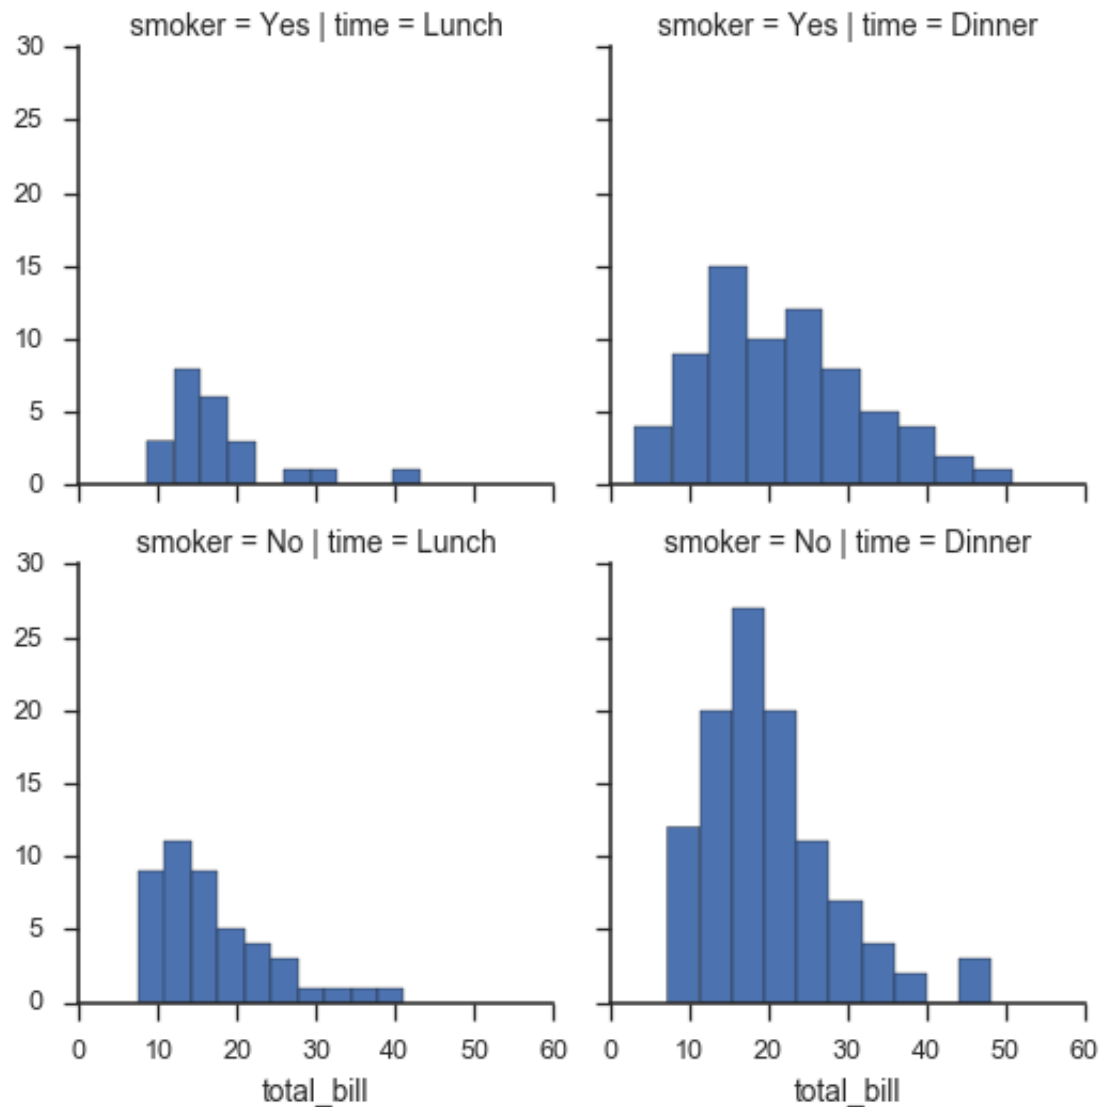 smoker = Yes | time = Lunch
smoker = Yes | time = Dinner
30
25
20
15
10
5
0
smoker = No | time = Lunch
smoker = No | time = Dinner
30
25
20
15
10
5
0
0 10 20 30 40 50 60
0 10 20 30 40 50 60
total_bill
total_bill